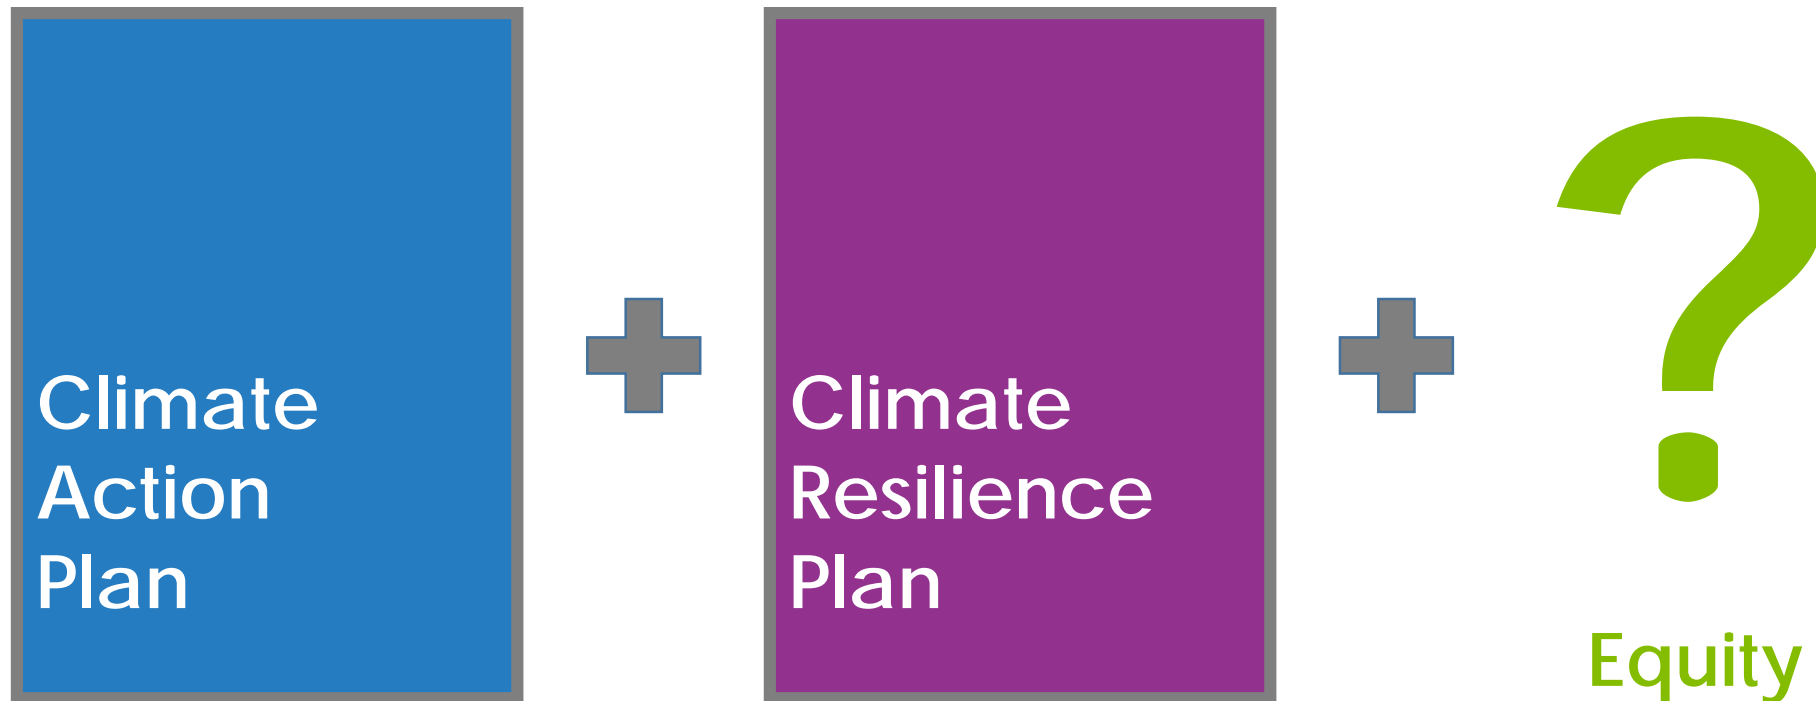 Climate
Action
Plan
Climate
Resilience
Plan
?
Equity